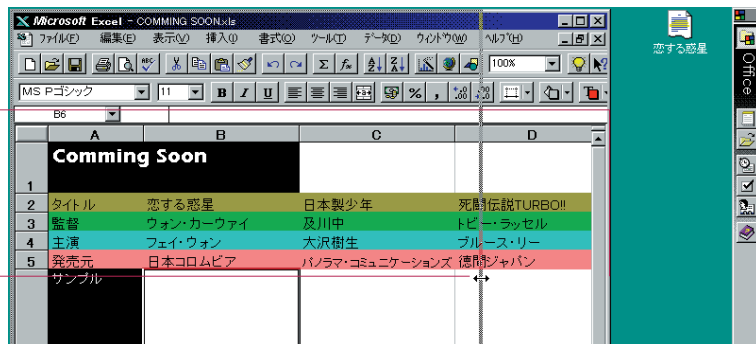 Microsoft Excel - COMMING SOON.xls
ﾌｧｲﾙ(F) 編集(E) 表示(V) 挿入(I) 書式(O) ﾂｰﾙ(T) ﾃﾞｰﾀ(D) ｳｨﾝﾄﾞｳ(W) ﾍﾙﾌﾟ(H)
恋する惑星
Office
100%
MS Pゴシック 11 B I U
B6
A B C D
Comming Soon
1
2 タイトル 恋する惑星 日本製少年 死闘伝説TURBO!!
3 監督 ウォン・カーウァイ 及川中 トビー・ラッセル
4 主演 フェイ・ウォン 大沢樹生 ブルース・リー
5 発売元 日本コロムビア パノラマ・コミュニケーションズ 徳間ジャパン
サンプル